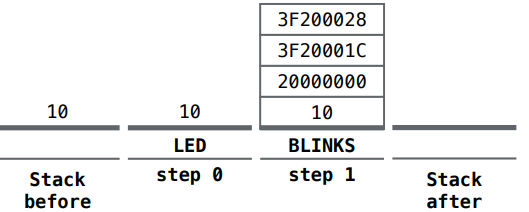 3F200028
3F20001C
20000000
10 10 10
LED BLINKS
step 0 step 1
Stack before
Stack after